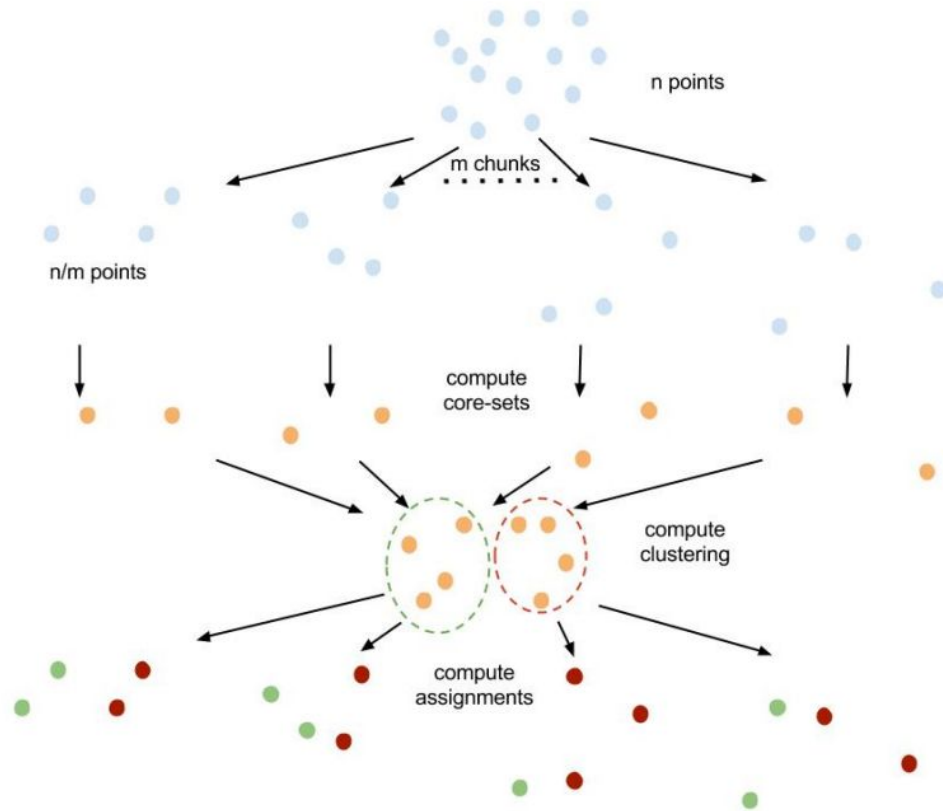 n points
m chunks
n/m points
compute
core-sets
compute
clustering
compute
assignments